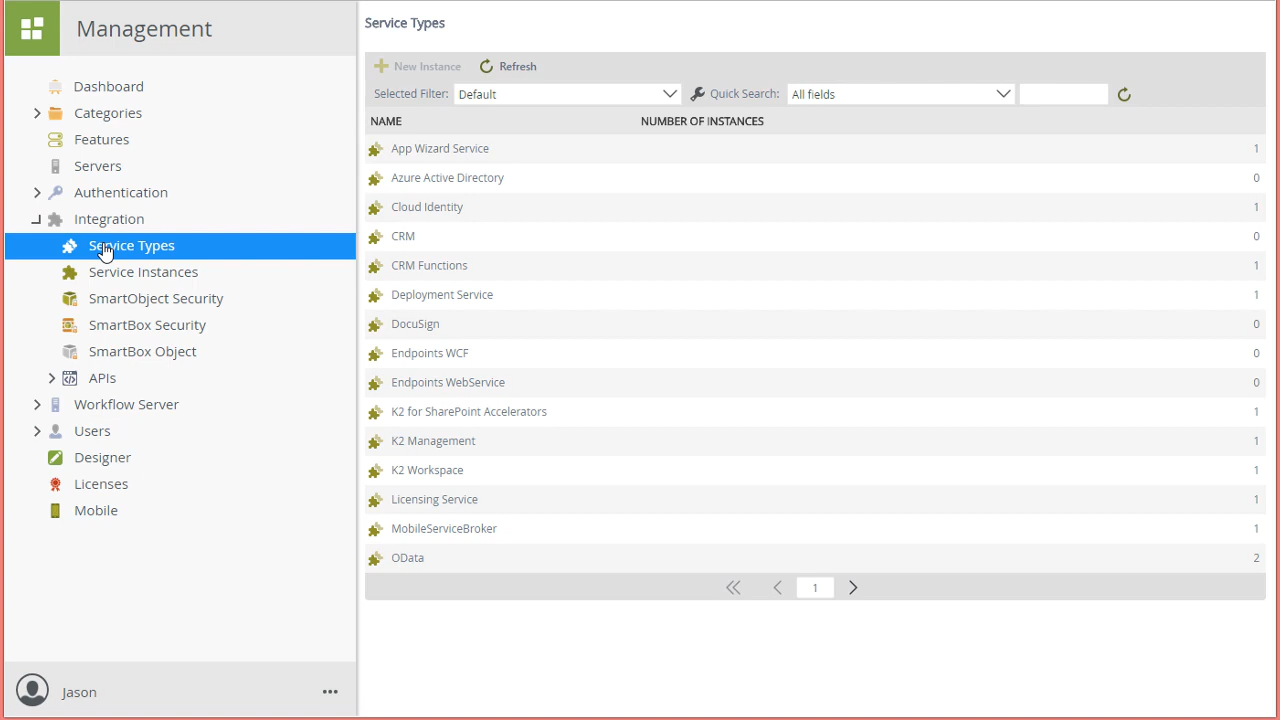 Management
Dashboard
Categories
Features
Servers
Authentication
Integration
Service Types
Service Instances
SmartObject Security
SmartBox Security
SmartBox Object
APIs
Workflow Server
Users
Designer
Licenses
Mobile
Jason
Service Types
New Instance Refresh
Selected Filter: Default Quick Search: All fields
NAME NUMBER OF INSTANCES
App Wizard Service 1
Azure Active Directory 0
Cloud Identity 1
CRM 0
CRM Functions 1
Deployment Service 1
DocuSign 0
Endpoints WCF 0
Endpoints WebService 0
K2 for SharePoint Accelerators 1
K2 Management 1
K2 Workspace 1
Licensing Service 1
MobileServiceBroker 1
OData 2
1